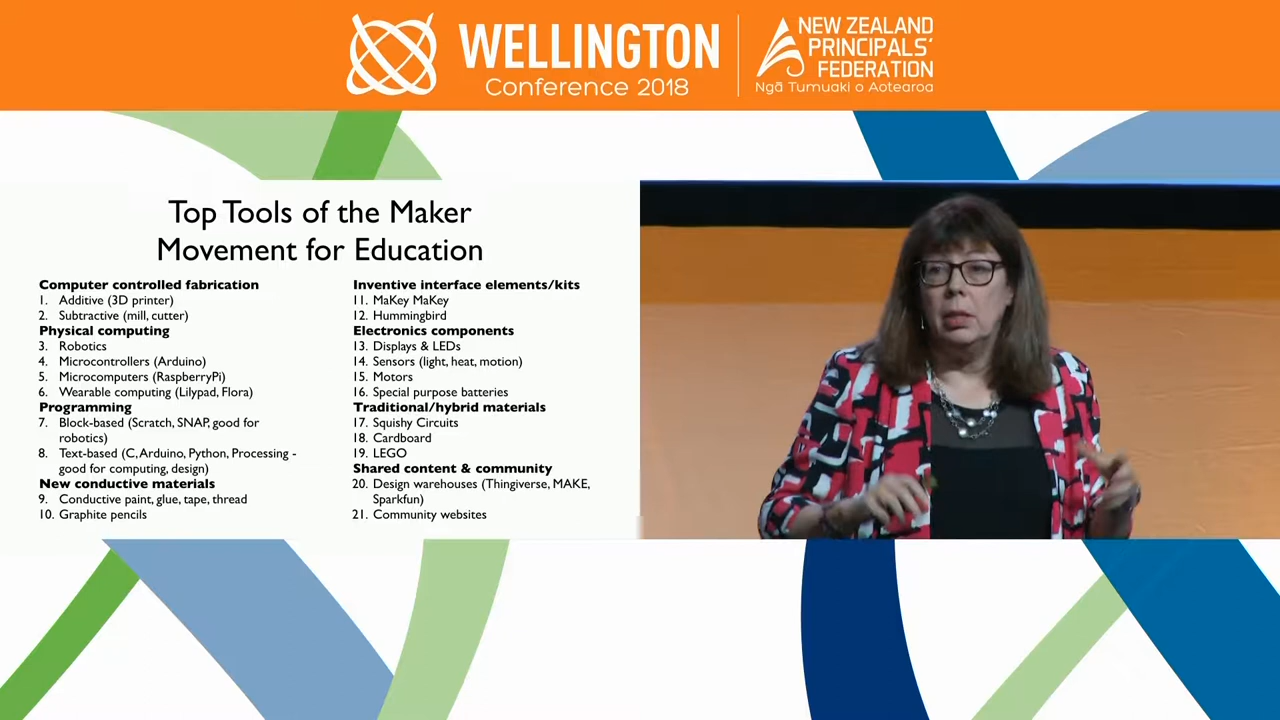 WELLINGTON
Conference 2018
NEW ZEALAND
PRINCIPALS'
FEDERATION
Ngā Tumuaki o Aotearoa
Top Tools of the Maker
Movement for Education
Computer controlled fabrication
1. Additive (3D printer)
2. Subtractive (mill, cutter)
Physical computing
3. Robotics
4. Microcontrollers (Arduino)
5. Microcomputers (RaspberryPi)
6. Wearable computing (Lilypad, Flora)
Programming
7. Block-based (Scratch, SNAP, good for
robotics)
8. Text-based (C, Arduino, Python, Processing -
good for computing, design)
New conductive materials
9. Conductive paint, glue, tape, thread
10. Graphite pencils
Inventive interface elements/kits
11. MaKey MaKey
12. Hummingbird
Electronics components
13. Displays & LEDs
14. Sensors (light, heat, motion)
15. Motors
16. Special purpose batteries
Traditional/hybrid materials
17. Squishy Circuits
18. Cardboard
19. LEGO
Shared content & community
20. Design warehouses (Thingiverse, MAKE,
Sparkfun)
21. Community websites